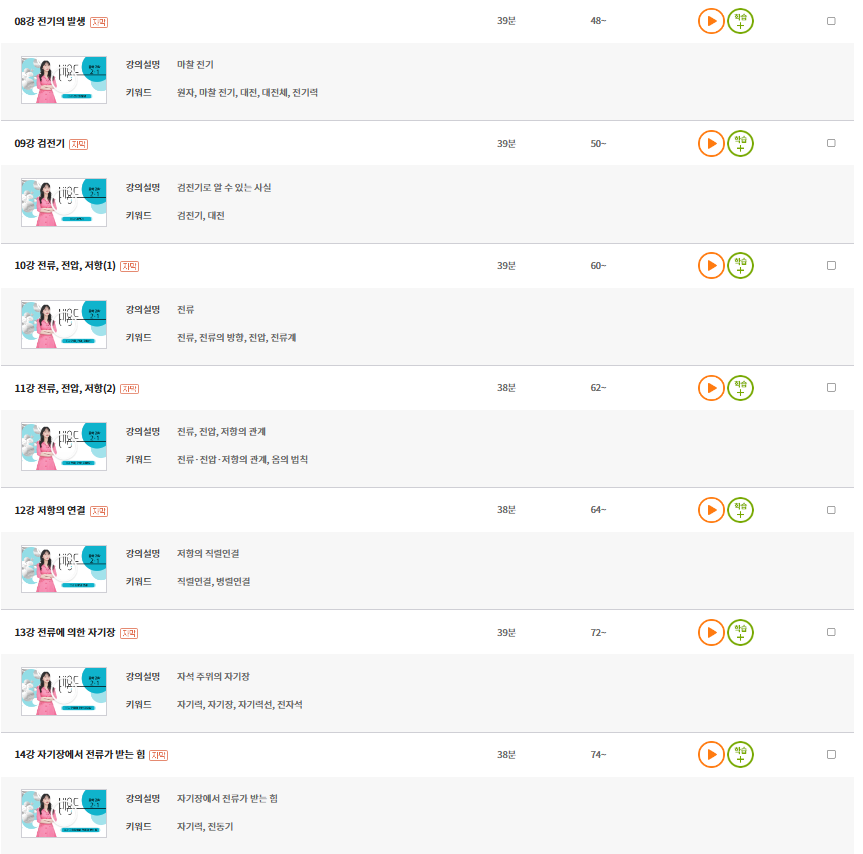 08강 전기의 발생 자막 39분 48~ 학습
강의설명 마찰 전기
키워드 원자, 마찰 전기, 대전, 대전체, 전기력
09강 검전기 자막 39분 50~ 학습
강의설명 검전기로 알 수 있는 사실
키워드 검전기, 대전
10강 전류, 전압, 저항(1) 자막 39분 60~ 학습
강의설명 전류
키워드 전류, 전류의 방향, 전압, 전류계
11강 전류, 전압, 저항(2) 자막 38분 62~ 학습
강의설명 전류, 전압, 저항의 관계
키워드 전류·전압·저항의 관계, 옴의 법칙
12강 저항의 연결 자막 38분 64~ 학습
강의설명 저항의 직렬연결
키워드 직렬연결, 병렬연결
13강 전류에 의한 자기장 자막 39분 72~ 학습
강의설명 자석 주위의 자기장
키워드 자기력, 자기장, 자기력선, 전자석
14강 자기장에서 전류가 받는 힘 자막 38분 74~ 학습
강의설명 자기장에서 전류가 받는 힘
키워드 자기력, 전동기